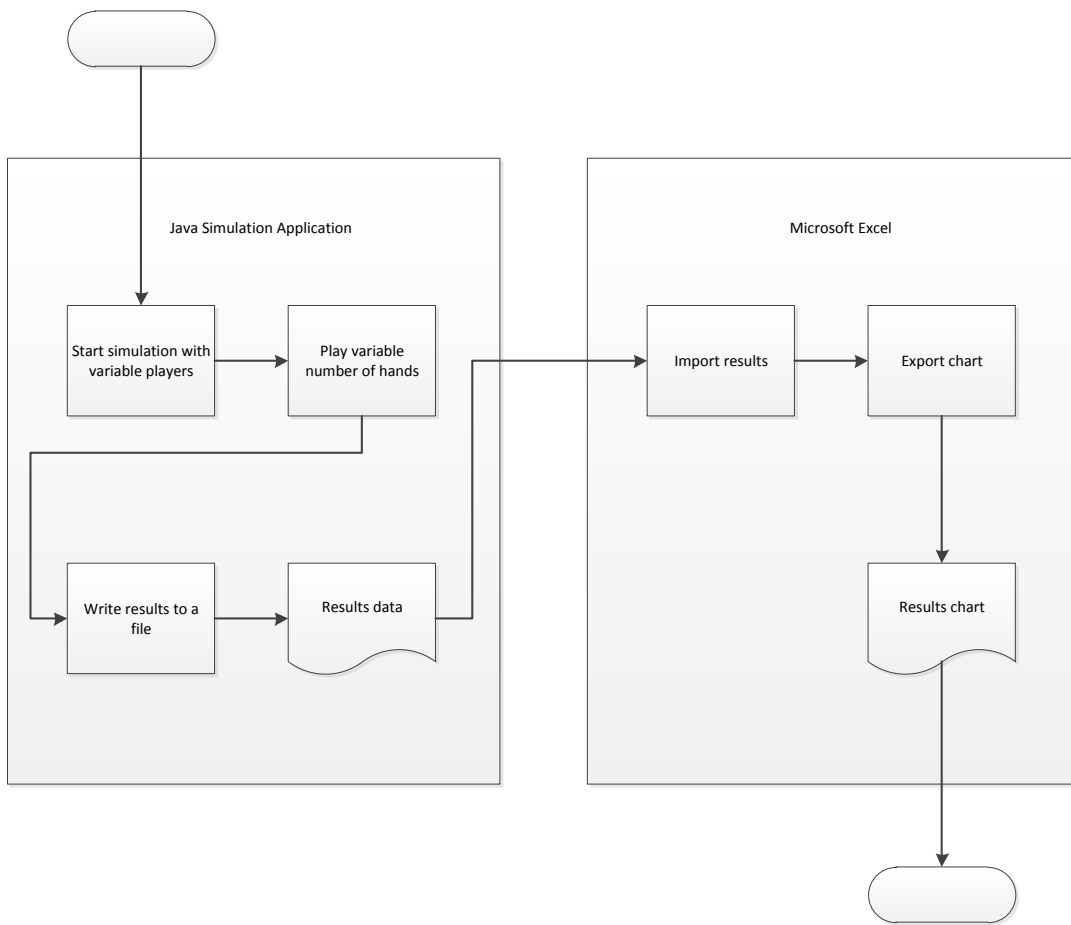 Java Simulation Application
Start simulation with
variable players
Play variable
number of hands
Write results to a
file
Results data
Microsoft Excel
Import results
Export chart
Results chart